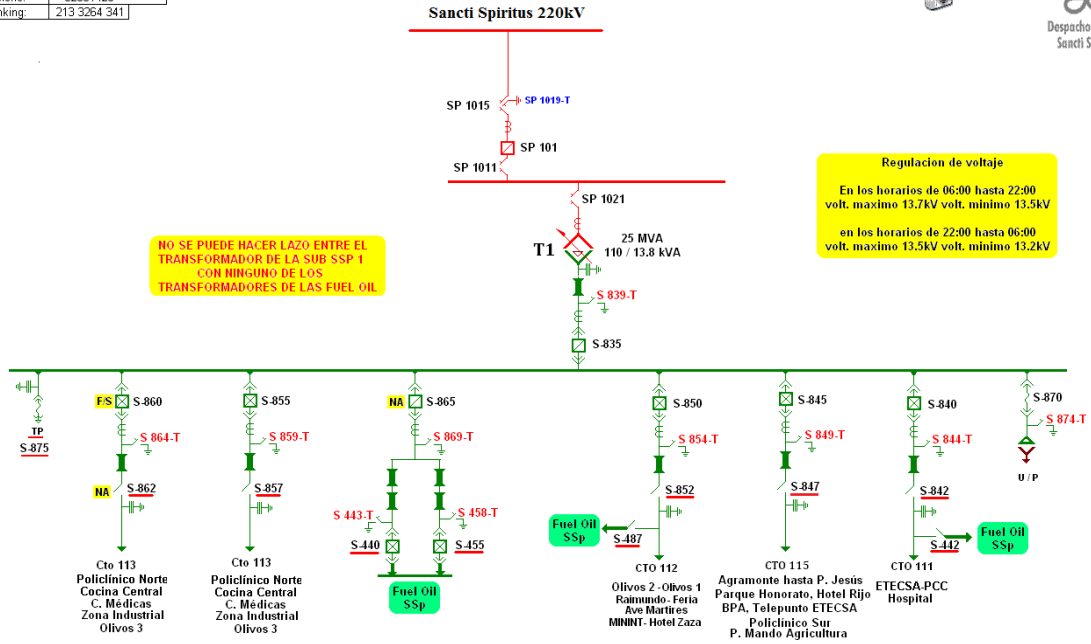 213 3264 341
Sancti Spiritus 220kV
Despacho
SP 1015
SP 1019-T
SP 101
SP 1011
SP 1021
Regulacion de voltaje
En los horarios de 06:00 hasta 22:00
volt. maximo 13.7kV volt. minimo 13.5kV
en los horarios de 22:00 hasta 06:00
volt. maximo 13.5kV volt. minimo 13.2kV
NO SE PUEDE HACER LAZO ENTRE EL
TRANSFORMADOR DE LA SUB SSP 1
CON NINGUNO DE LOS
TRANSFORMADORES DE LAS FUEL OIL
T1
25 MVA
110 / 13.8 kVA
S 839-T
S-835
TP
S-875
F/S S-860
S 864-T
NA S-862
S-855
S 859-T
S-857
NA S-865
S 869-T
S 443-T
S 458-T
S-440
S-455
Fuel Oil
SSp
S-850
S 854-T
S-852
Fuel Oil
SSp
S-487
S-845
S 849-T
S-847
S-840
S 844-T
S-842
S-442
Fuel Oil
SSp
S-870
S 874-T
U / P
Cto 113
Policlínico Norte
Cocina Central
C. Médicas
Zona Industrial
Olivos 3
Cto 113
Policlínico Norte
Cocina Central
C. Médicas
Zona Industrial
Olivos 3
CTO 112
Olivos 2 -Olivos 1
Raimundo- Feria
Ave Martires
MININT- Hotel Zaza
CTO 115
Agramonte hasta P. Jesús
Parque Honorato, Hotel Rijo
BPA, Telepunto ETECSA
Policlínico Sur
P. Mando Agricultura
CTO 111
ETECSA-PCC
Hospital